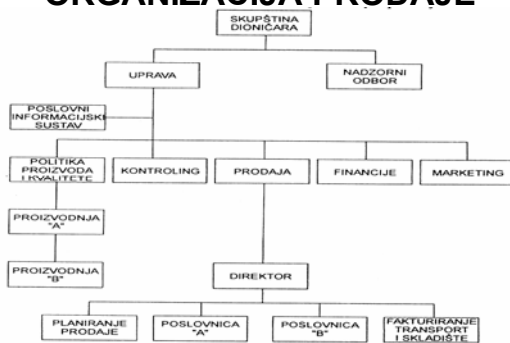 ORGANIZACIJA PRODAJE
SKUPŠTINA
DIONIČARA
UPRAVA
NADZORNI
ODBOR
POSLOVNI
INFORMACIJSKI
SUSTAV
POLITIKA
PROIZVODA
I KVALITETE
KONTROLING
PRODAJA
FINANCIJE
MARKETING
PROIZVODNJA
"A"
PROIZVODNJA
"B"
DIREKTOR
PLANIRANJE
PRODAJE
POSLOVNICA
"A"
POSLOVNICA
"B"
FAKTURIRANJE
TRANSPORT
I SKLADIŠTE